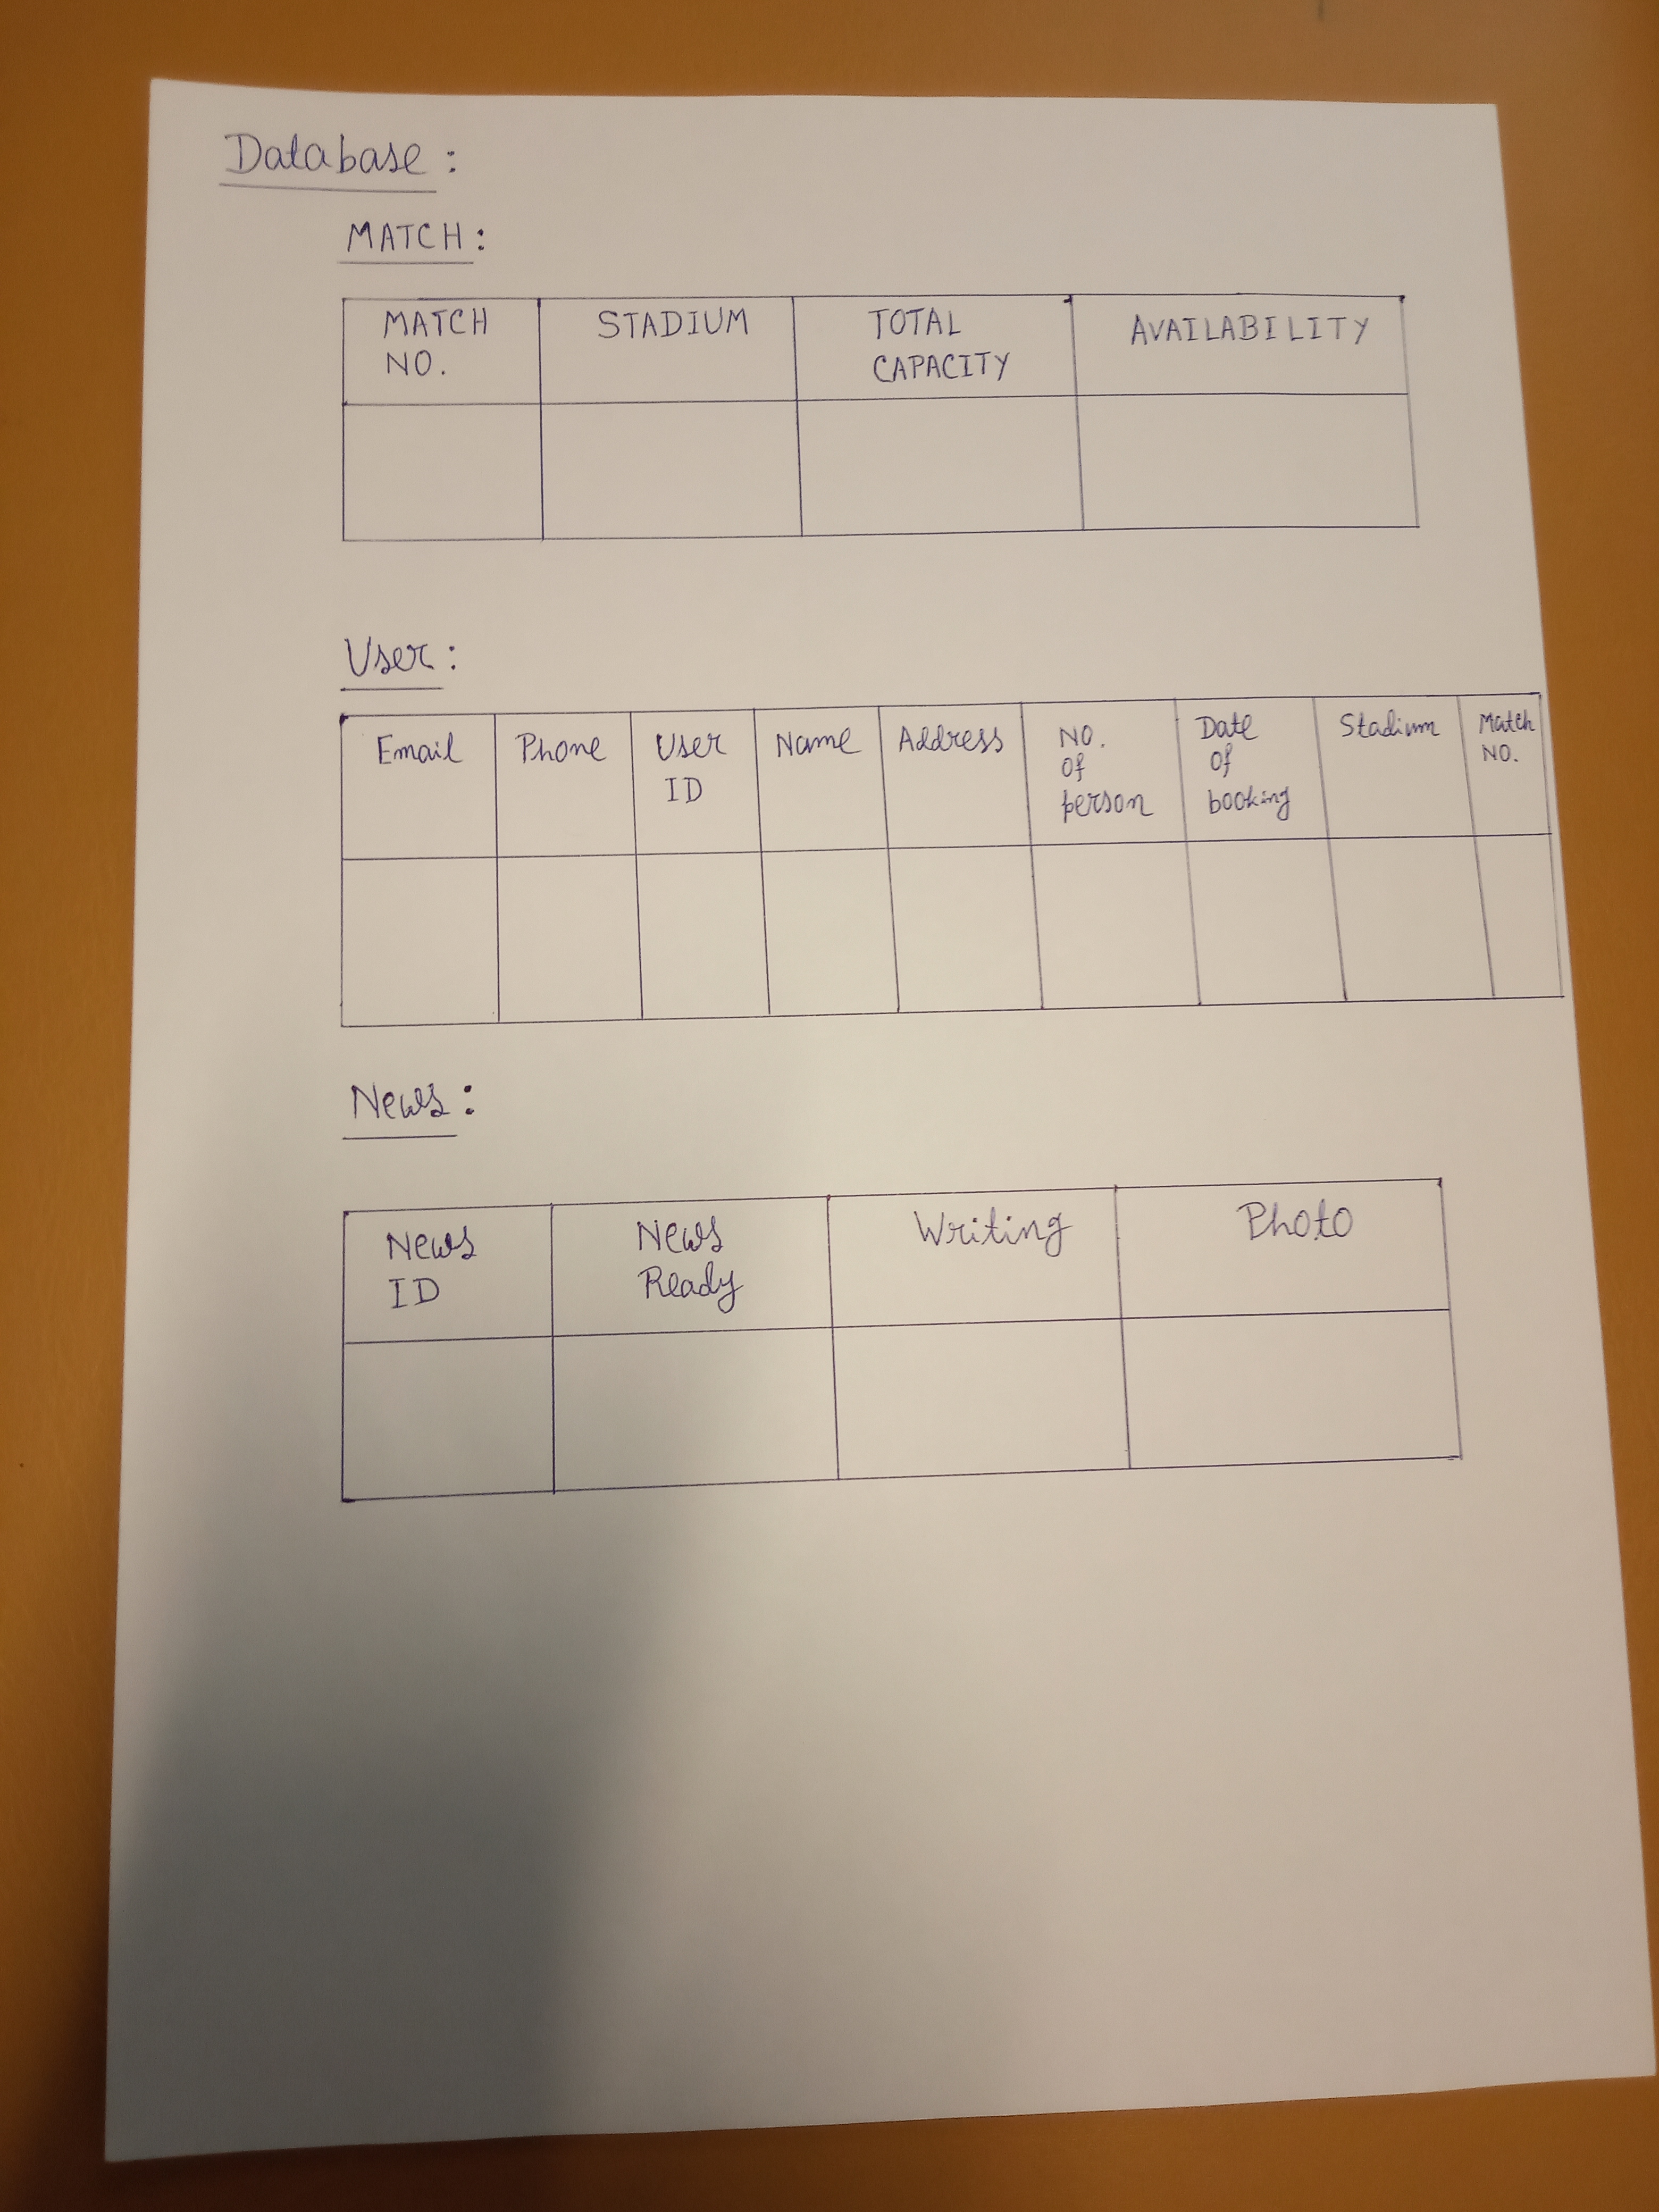 Database :
MATCH :
MATCH NO. STADIUM TOTAL CAPACITY AVAILABILITY
User :
Email Phone User ID Name Address NO. of person Date of booking Stadium Match NO.
News :
News ID News Ready Writing Photo